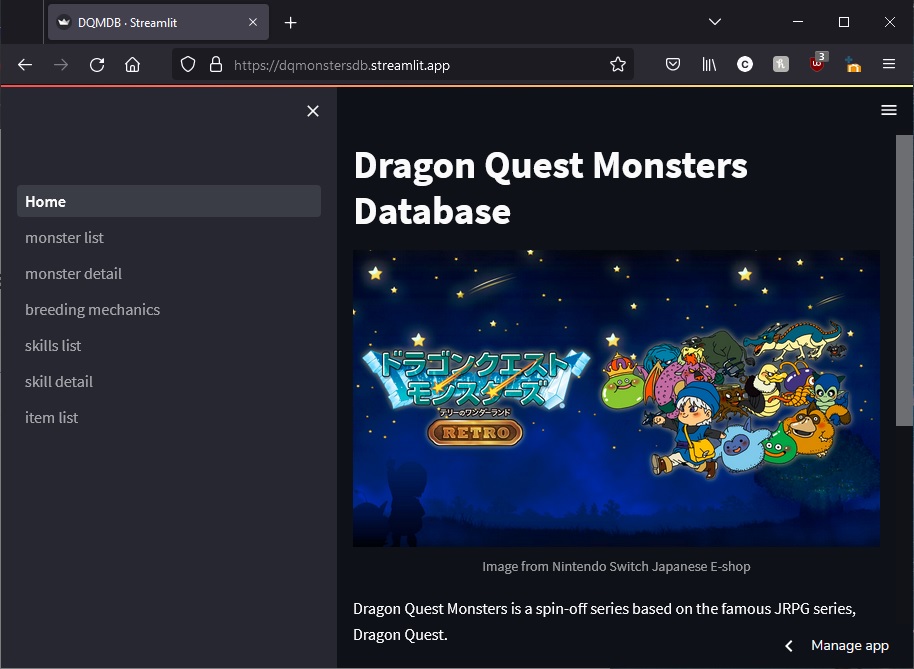 DQMDB · Streamlit
https://dqmonstersdb.streamlit.app
3
Home
monster list
monster detail
breeding mechanics
skills list
skill detail
item list
Dragon Quest Monsters
Database
ドラゴンクエスト
モンスターズ
テリーのワンダーランド
RETRO
Image from Nintendo Switch Japanese E-shop
Dragon Quest Monsters is a spin-off series based on the famous JRPG series,
Dragon Quest.
Manage app